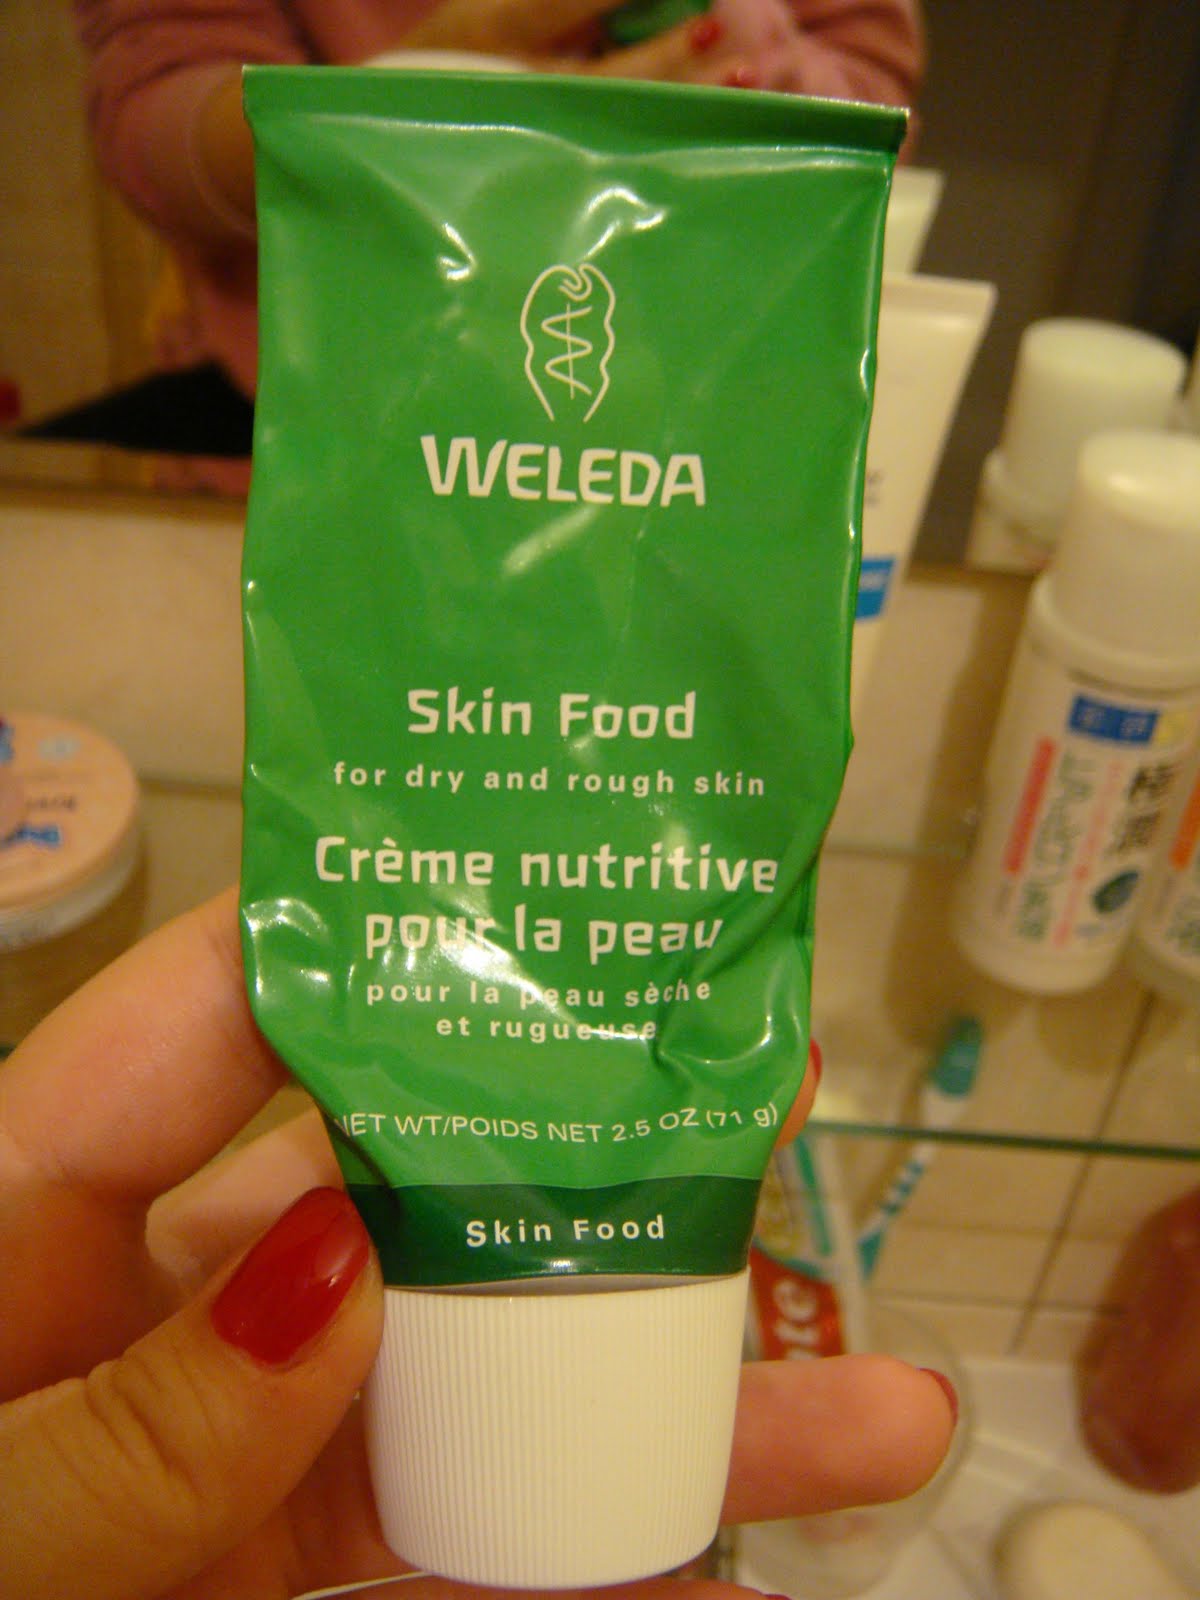 WELEDA
Skin Food
for dry and rough skin
Crème nutritive
pour la peau
pour la peau sèche
et rugueuse
NET WT/POIDS NET 2.5 OZ (71 g)
Skin Food